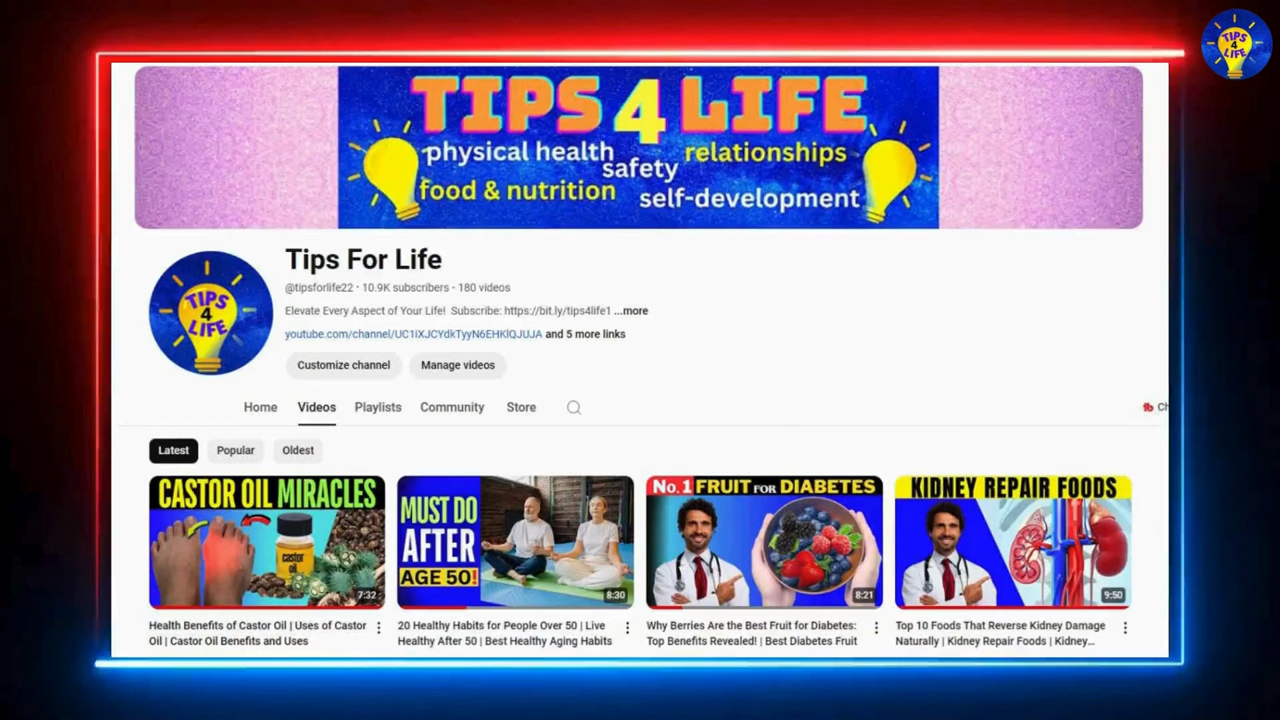 TIPS 4 LIFE
TIPS 4 LIFE
physical health
relationships
safety
food & nutrition
self-development
Tips For Life
@tipsforlife22 · 10.9K subscribers · 180 videos
TIPS
4
LIFE
Elevate Every Aspect of Your Life! Subscribe: https://bit.ly/tips4life1 ...more
youtube.com/channel/UC1iXJCYdkTyyN6EHKlQJUJA and 5 more links
Customize channel
Manage videos
Home Videos Playlists Community Store
Latest Popular Oldest
CASTOR OIL MIRACLES
castor
oil
7:32
MUST DO
AFTER
AGE 50!
8:30
No.1 FRUIT FOR DIABETES
8:21
KIDNEY REPAIR FOODS
9:50
Health Benefits of Castor Oil | Uses of Castor
Oil | Castor Oil Benefits and Uses
20 Healthy Habits for People Over 50 | Live
Healthy After 50 | Best Healthy Aging Habits
Why Berries Are the Best Fruit for Diabetes:
Top Benefits Revealed! | Best Diabetes Fruit
Top 10 Foods That Reverse Kidney Damage
Naturally | Kidney Repair Foods | Kidney...